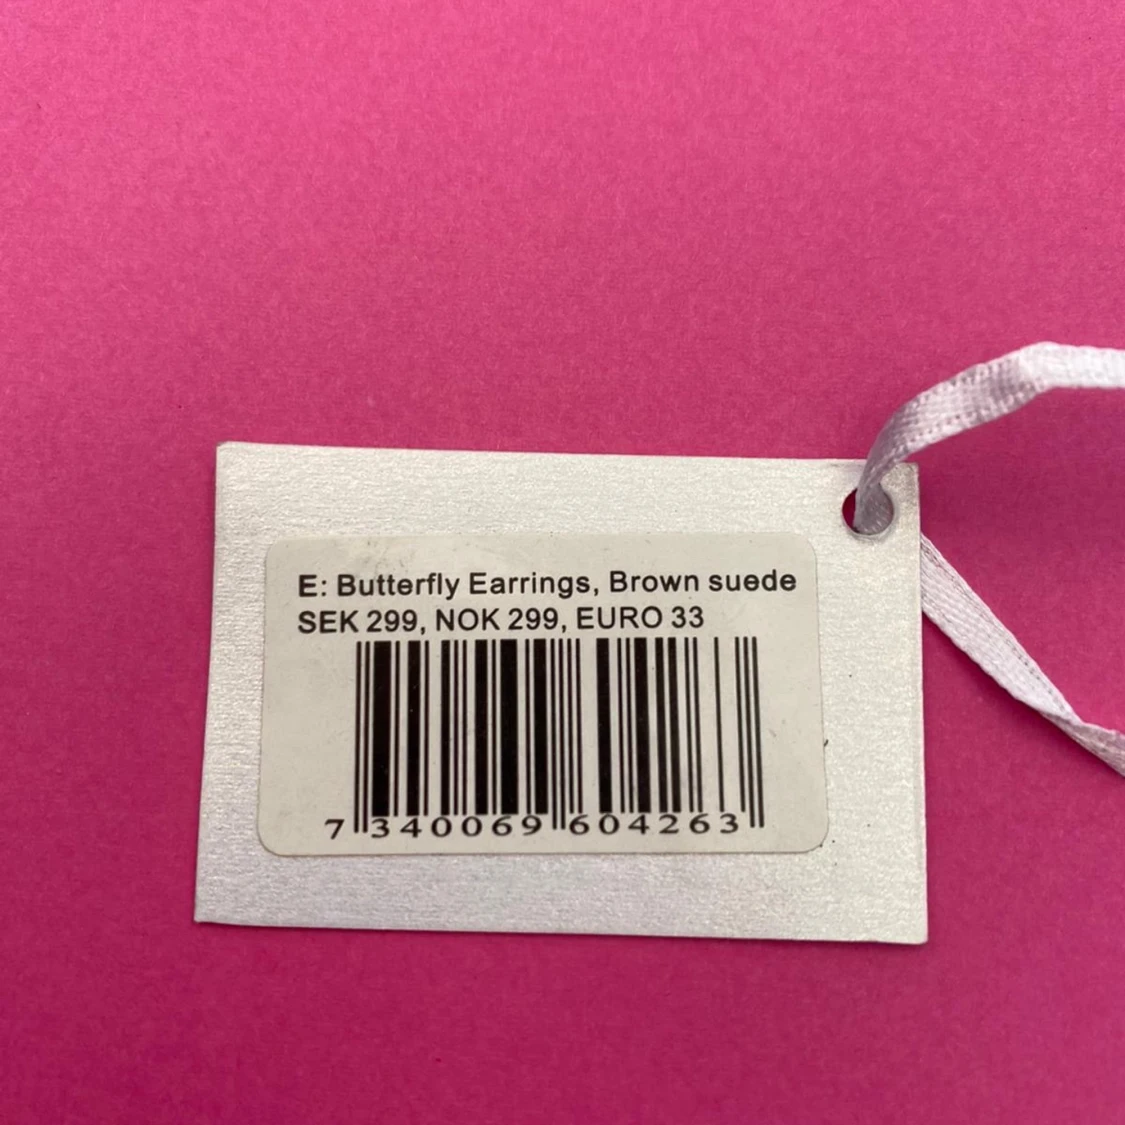 E: Butterfly Earrings, Brown suede
SEK 299, NOK 299, EURO 33
7 340069 604263